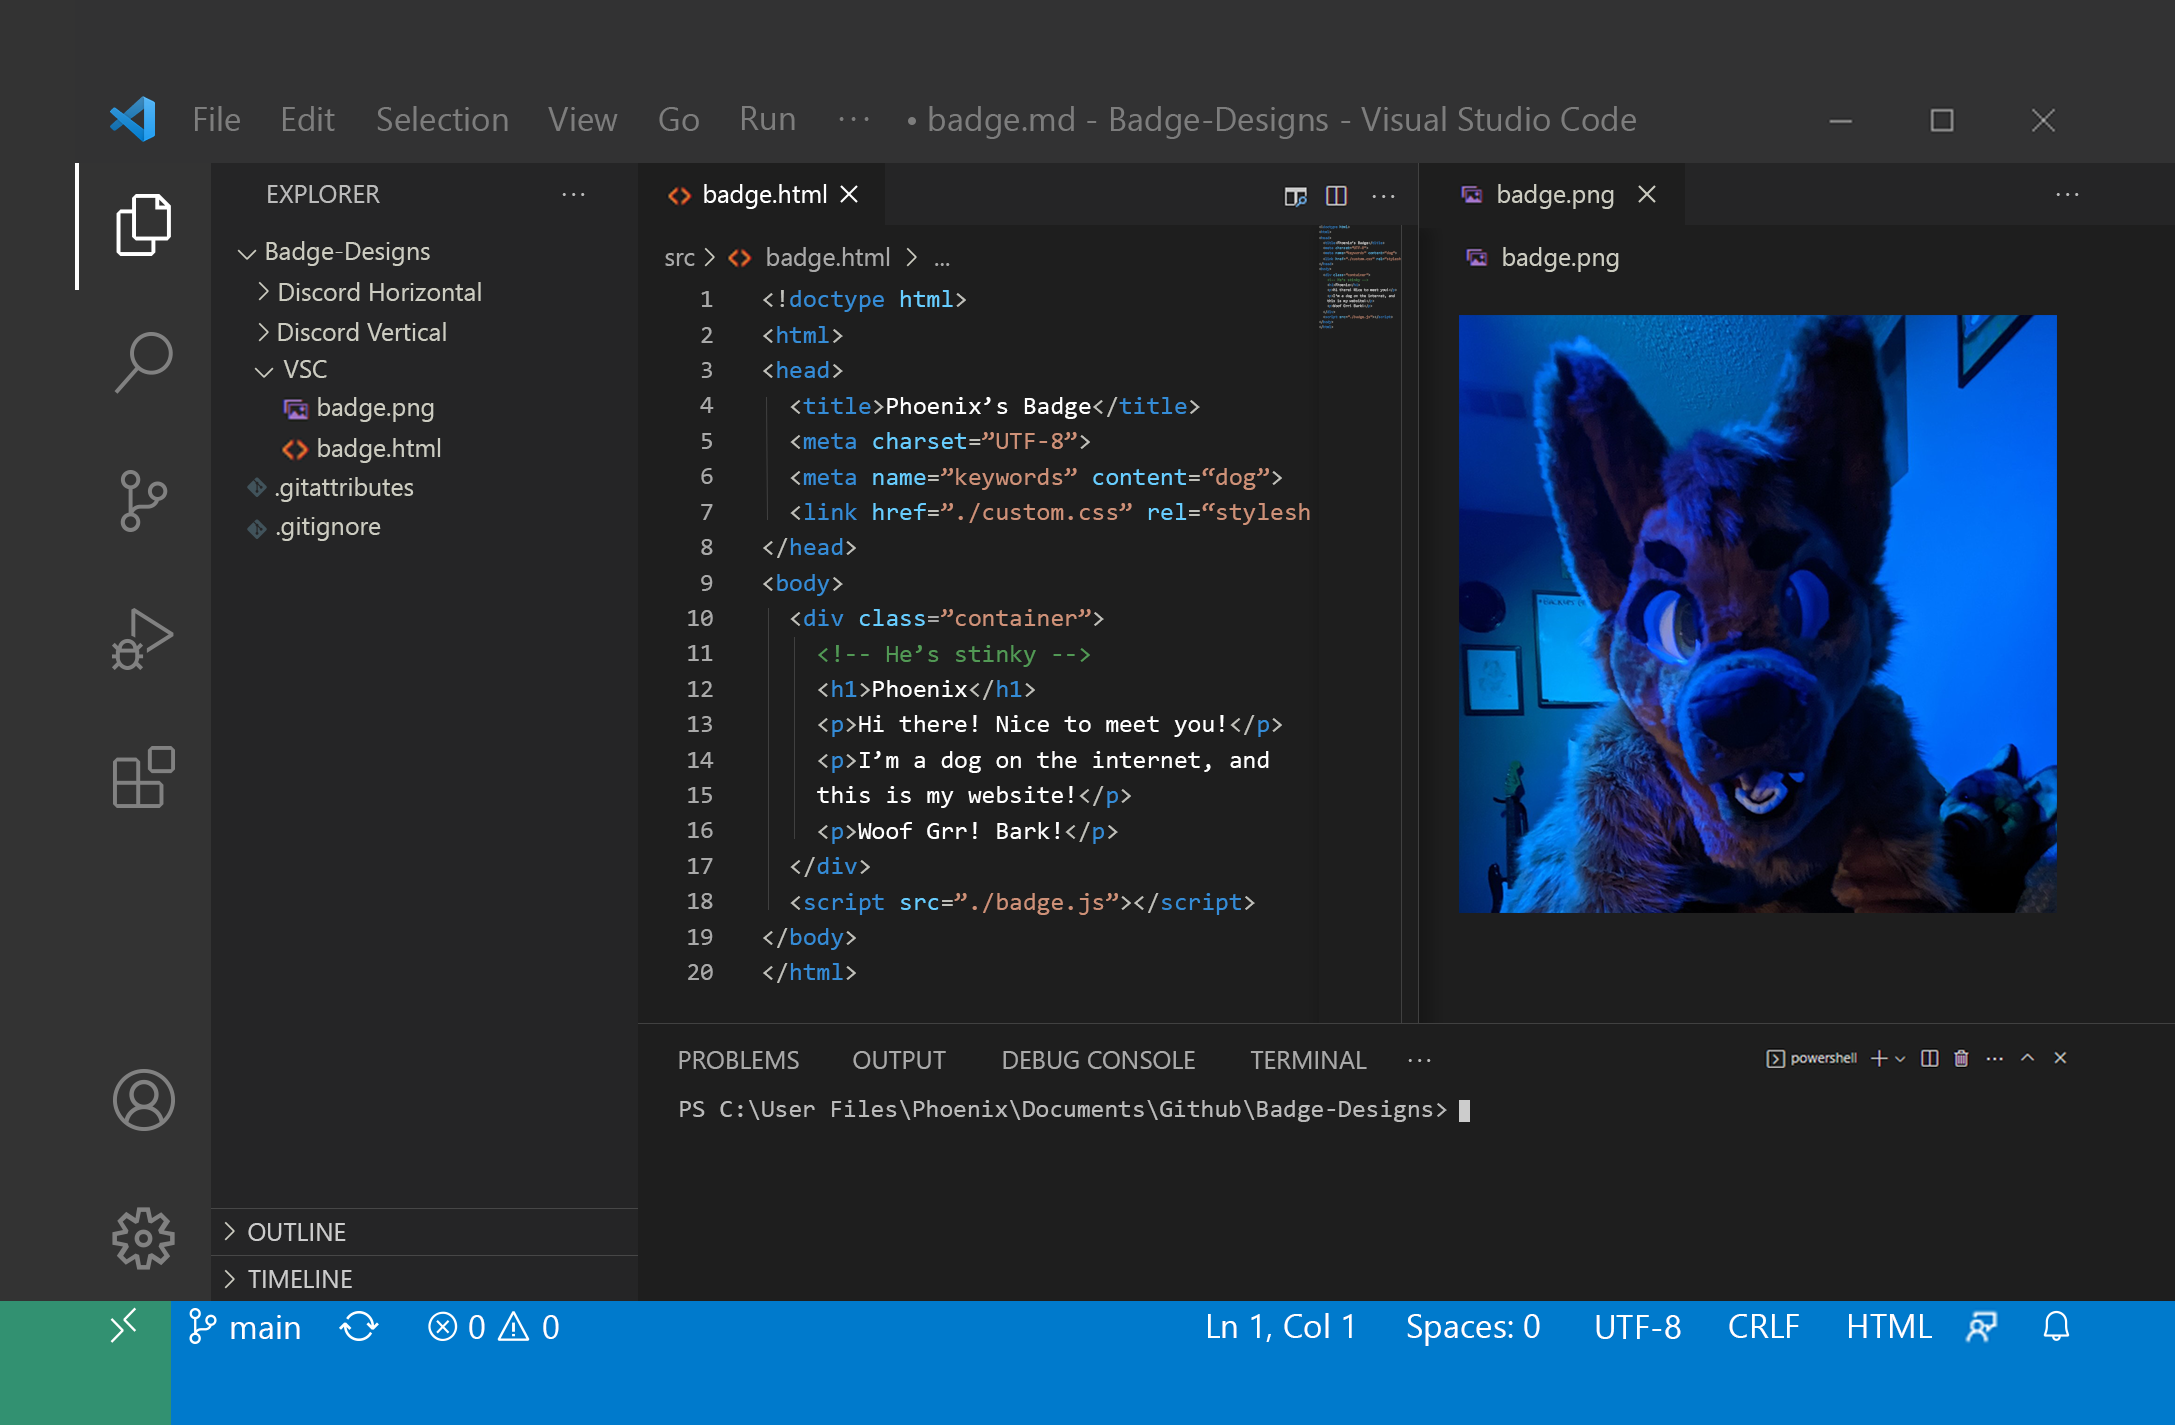 File Edit Selection View Go Run ··· • badge.md - Badge-Designs - Visual Studio Code
EXPLORER ···
Badge-Designs
Discord Horizontal
Discord Vertical
VSC
badge.png
badge.html
.gitattributes
.gitignore
OUTLINE
TIMELINE
badge.html
src > badge.html > ...
1 <!doctype html>
2 <html>
3 <head>
4 <title>Phoenix’s Badge</title>
5 <meta charset=”UTF-8”>
6 <meta name=”keywords” content=“dog”>
7 <link href=”./custom.css” rel=“stylesh
8 </head>
9 <body>
10 <div class=”container”>
11 <!-- He’s stinky -->
12 <h1>Phoenix</h1>
13 <p>Hi there! Nice to meet you!</p>
14 <p>I’m a dog on the internet, and
15 this is my website!</p>
16 <p>Woof Grr! Bark!</p>
17 </div>
18 <script src=”./badge.js”></script>
19 </body>
20 </html>
badge.png
badge.png
PROBLEMS OUTPUT DEBUG CONSOLE TERMINAL ··· powershell
PS C:\User Files\Phoenix\Documents\Github\Badge-Designs>
main 0 0 Ln 1, Col 1 Spaces: 0 UTF-8 CRLF HTML